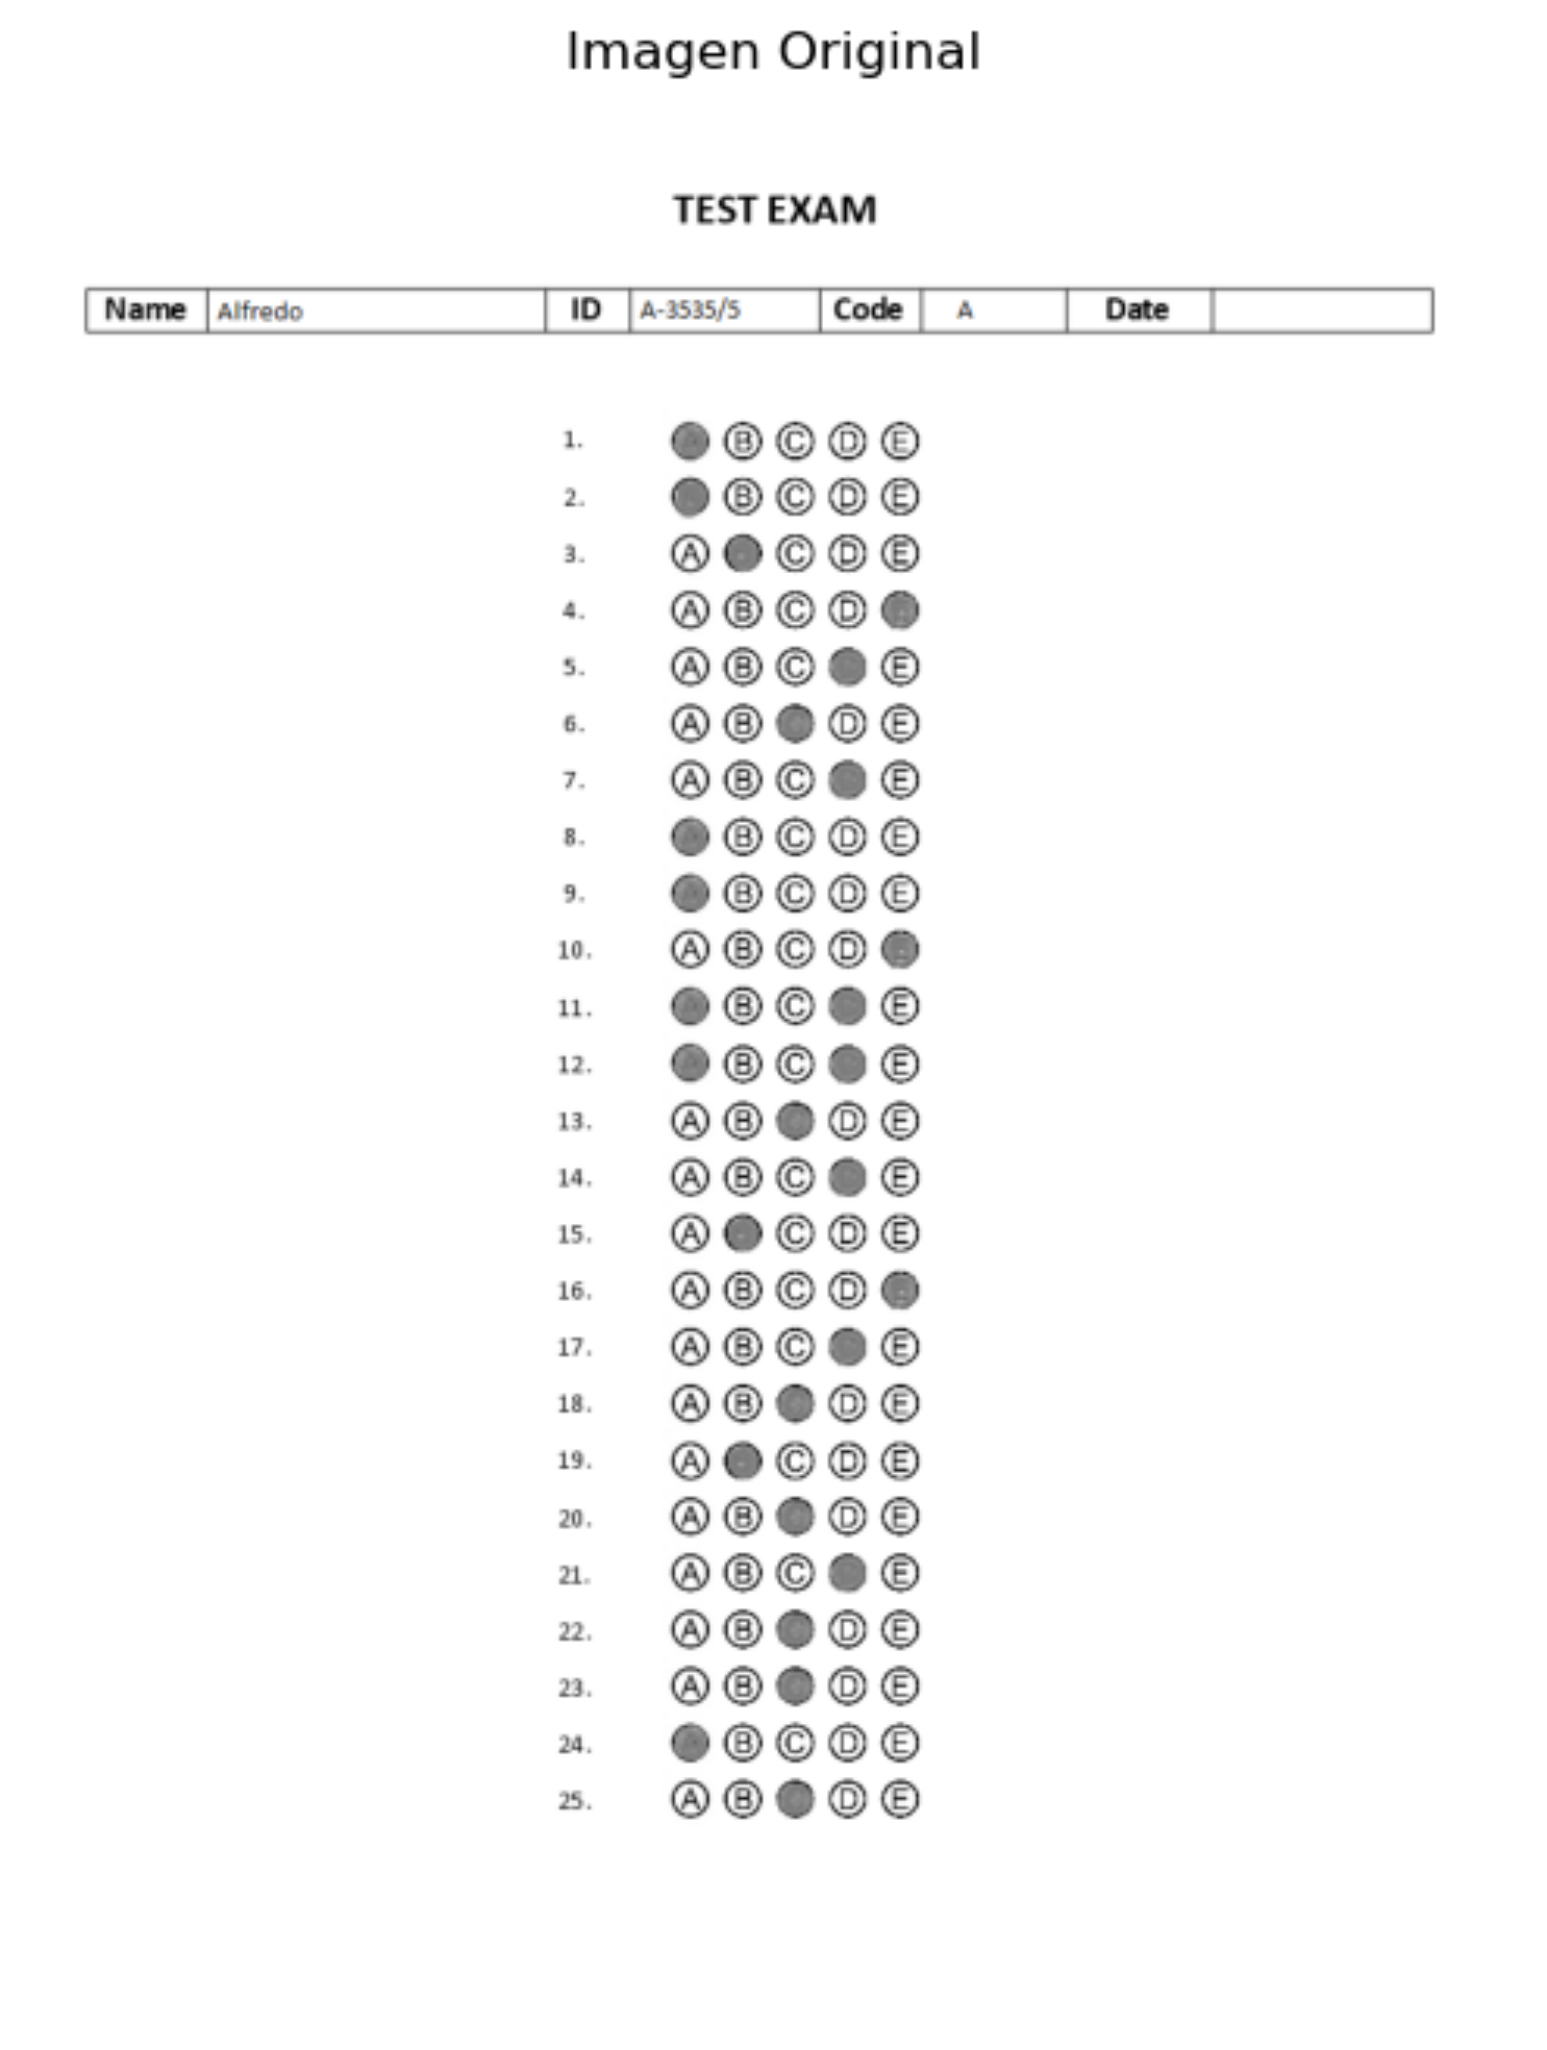 Imagen Original
TEST EXAM
Name Alfredo ID A-3535/5 Code A Date
1. B C D E
2. B C D E
3. A C D E
4. A B C D
5. A B C E
6. A B D E
7. A B C E
8. B C D E
9. B C D E
10. A B C D
11. B C E
12. B C E
13. A B D E
14. A B C E
15. A C D E
16. A B C D
17. A B C E
18. A B D E
19. A C D E
20. A B D E
21. A B C E
22. A B D E
23. A B D E
24. B C D E
25. A B D E